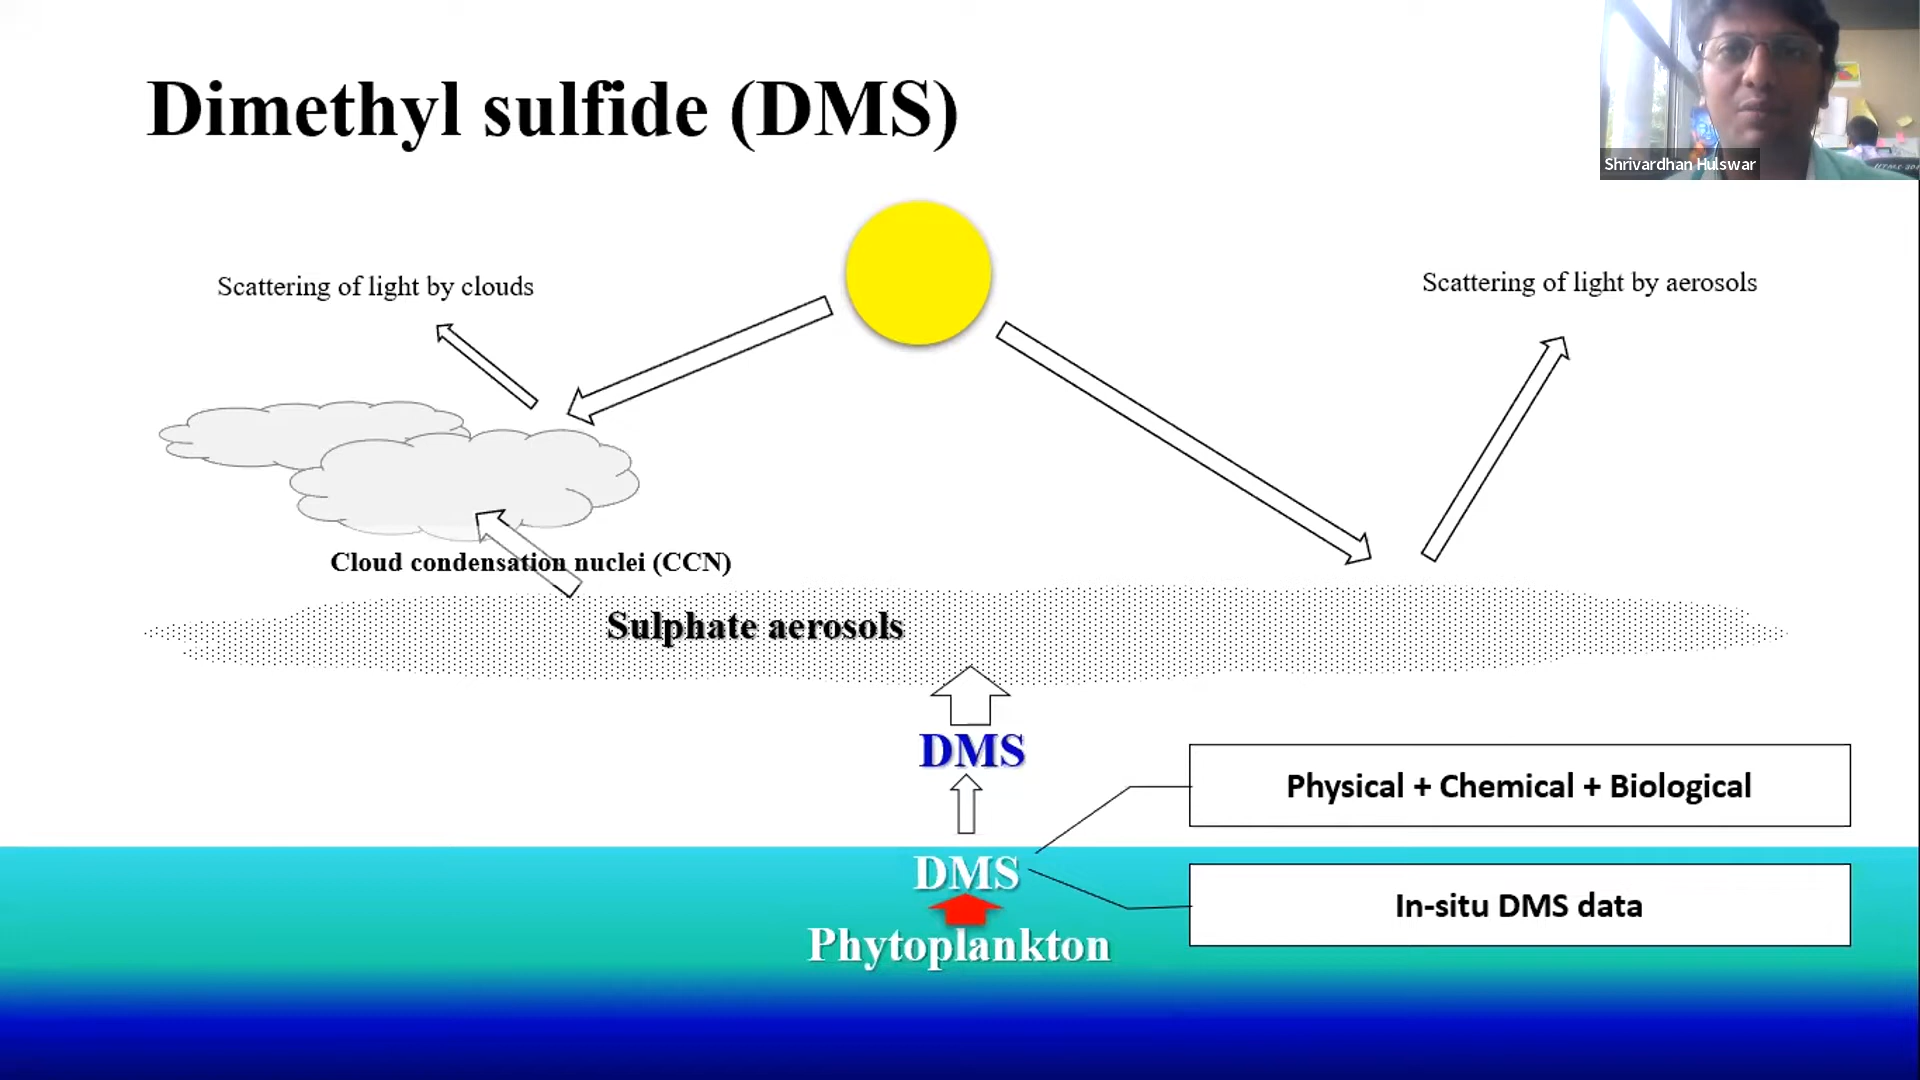 Dimethyl sulfide (DMS)
Shrivardhan Hulswar
Scattering of light by clouds
Scattering of light by aerosols
Cloud condensation nuclei (CCN)
Sulphate aerosols
DMS
Physical + Chemical + Biological
DMS
In-situ DMS data
Phytoplankton